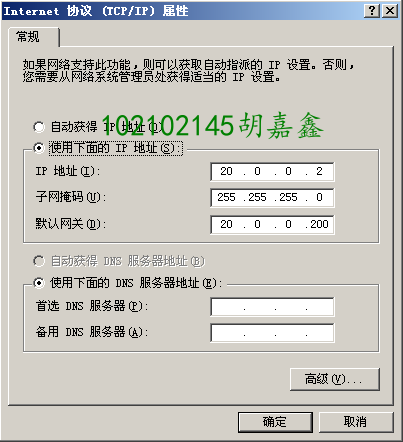 Internet 协议 (TCP/IP) 属性
常规
如果网络支持此功能，则可以获取自动指派的 IP 设置。否则，
您需要从网络系统管理员处获得适当的 IP 设置。
自动获得 IP 地址(O)
102102145胡嘉鑫
使用下面的 IP 地址(S):
IP 地址(I): 20 . 0 . 0 . 2
子网掩码(U): 255 .255 .255 . 0
默认网关(D): 20 . 0 . 0 .200
自动获得 DNS 服务器地址(B)
使用下面的 DNS 服务器地址(E):
首选 DNS 服务器(P): . . .
备用 DNS 服务器(A): . . .
高级(V)...
确定 取消